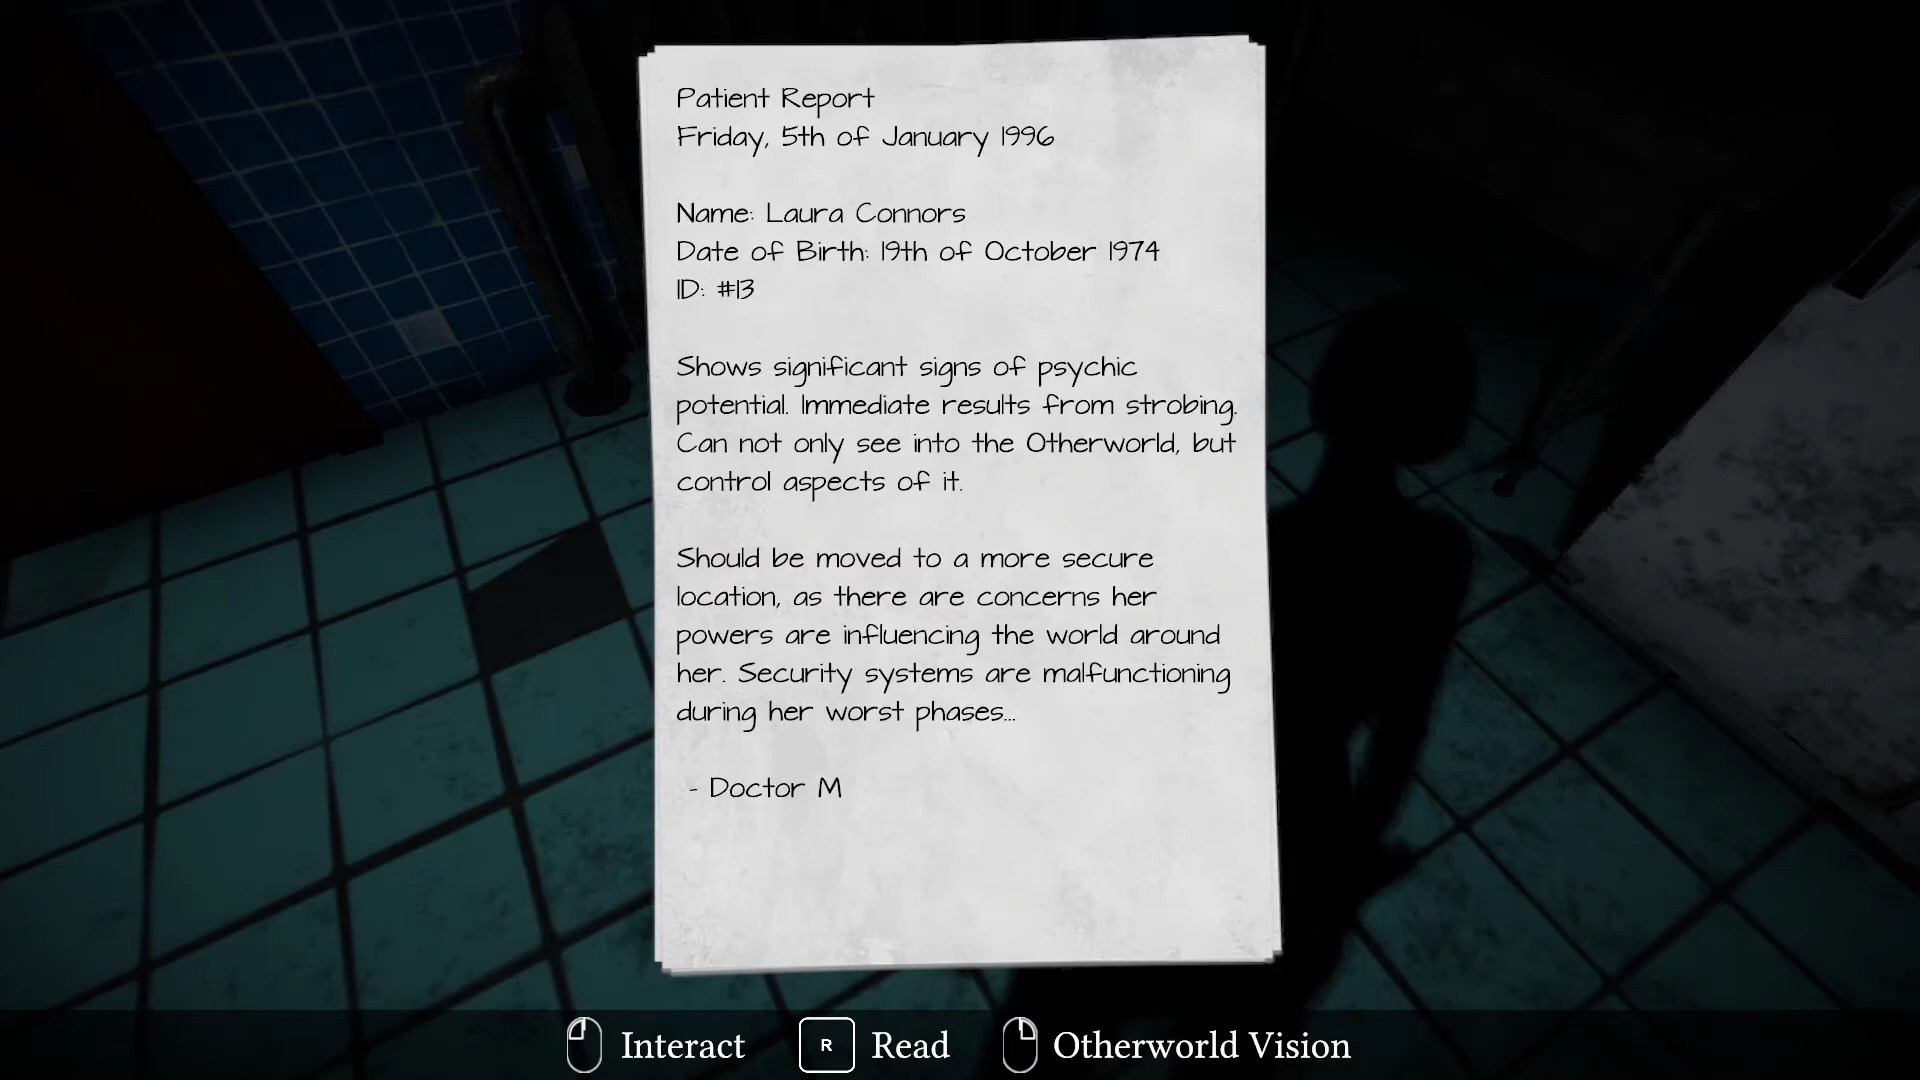 Patient Report
Friday, 5th of January 1996
Name: Laura Connors
Date of Birth: 19th of October 1974
ID: #13
Shows significant signs of psychic
potential. Immediate results from strobing.
Can not only see into the Otherworld, but
control aspects of it.
Should be moved to a more secure
location, as there are concerns her
powers are influencing the world around
her. Security systems are malfunctioning
during her worst phases...
- Doctor M
Interact R Read Otherworld Vision